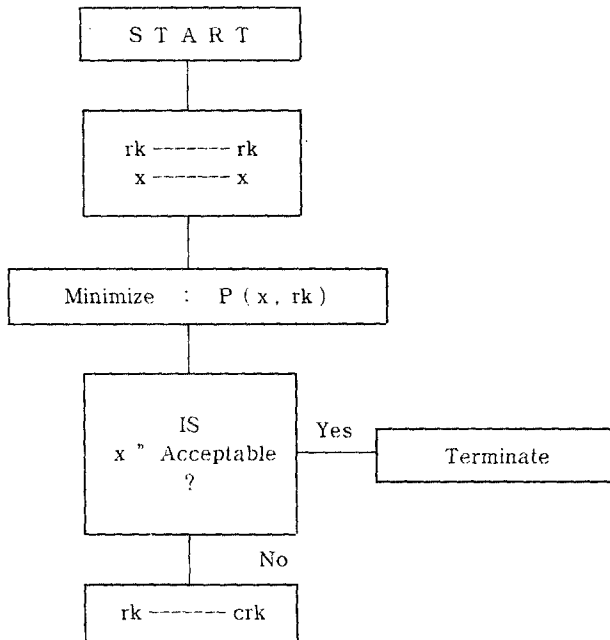 S T A R T
rk ------ rk
x ------ x
Minimize : P ( x , rk )
IS
x " Acceptable
?
Yes
Terminate
No
rk ------ crk